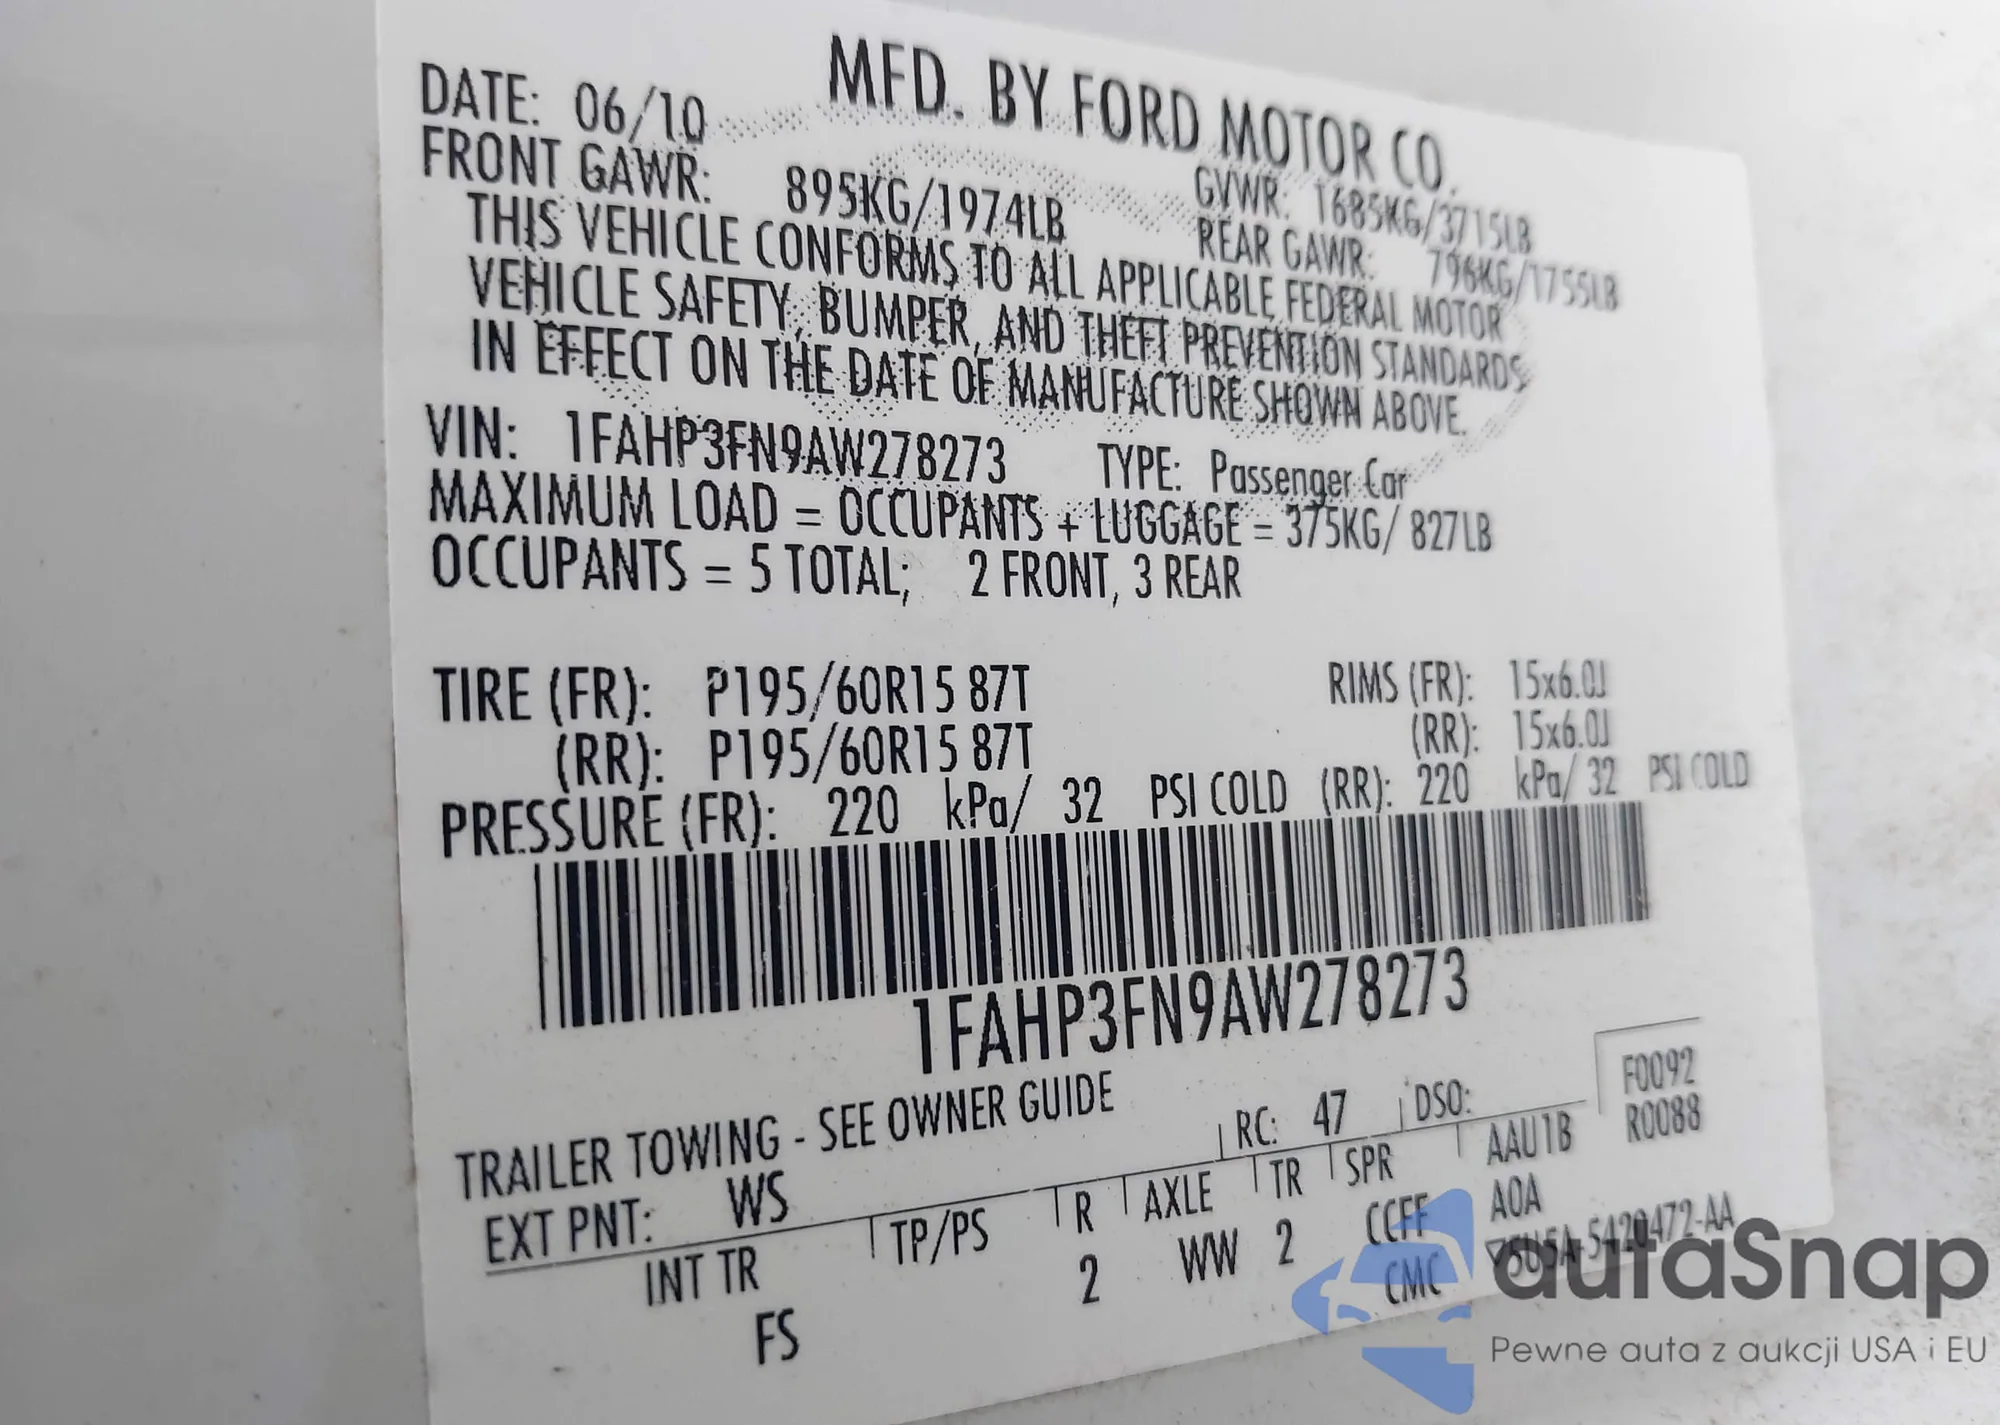 MFD. BY FORD MOTOR CO.
DATE: 06/10 GVWR: 1685KG/3715LB
FRONT GAWR: 895KG/1974LB REAR GAWR: 796KG/1755LB
THIS VEHICLE CONFORMS TO ALL APPLICABLE FEDERAL MOTOR
VEHICLE SAFETY, BUMPER, AND THEFT PREVENTION STANDARDS
IN EFFECT ON THE DATE OF MANUFACTURE SHOWN ABOVE.
VIN: 1FAHP3FN9AW278273 TYPE: Passenger Car
MAXIMUM LOAD = OCCUPANTS + LUGGAGE = 375KG/ 827LB
OCCUPANTS = 5 TOTAL; 2 FRONT, 3 REAR
TIRE (FR): P195/60R15 87T RIMS (FR): 15x6.0J
(RR): P195/60R15 87T (RR): 15x6.0J
PRESSURE (FR): 220 kPa/ 32 PSI COLD (RR): 220 kPa/ 32 PSI COLD
1FAHP3FN9AW278273
F0092
TRAILER TOWING - SEE OWNER GUIDE RC: 47 DSO: R0088
EXT PNT: WS AAU1B
INT TR TP/PS R AXLE TR SPR A0A
FS 2 WW 2 CCFF 5U5A-5420472-AA
CMC
autaSnap
Pewne auta z aukcji USA i EU